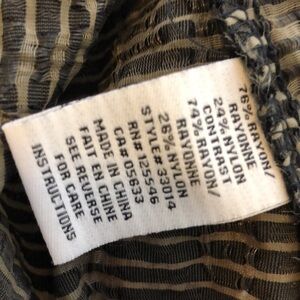 76% RAYON/
RAYONNE
24% NYLON
CONTRAST
74% RAYON/
RAYONNE
26% NYLON
STYLE# 33014
RN# 125546
CA# 05633
MADE IN CHINA
FAIT EN CHINE
SEE REVERSE
FOR CARE
INSTRUCTIONS